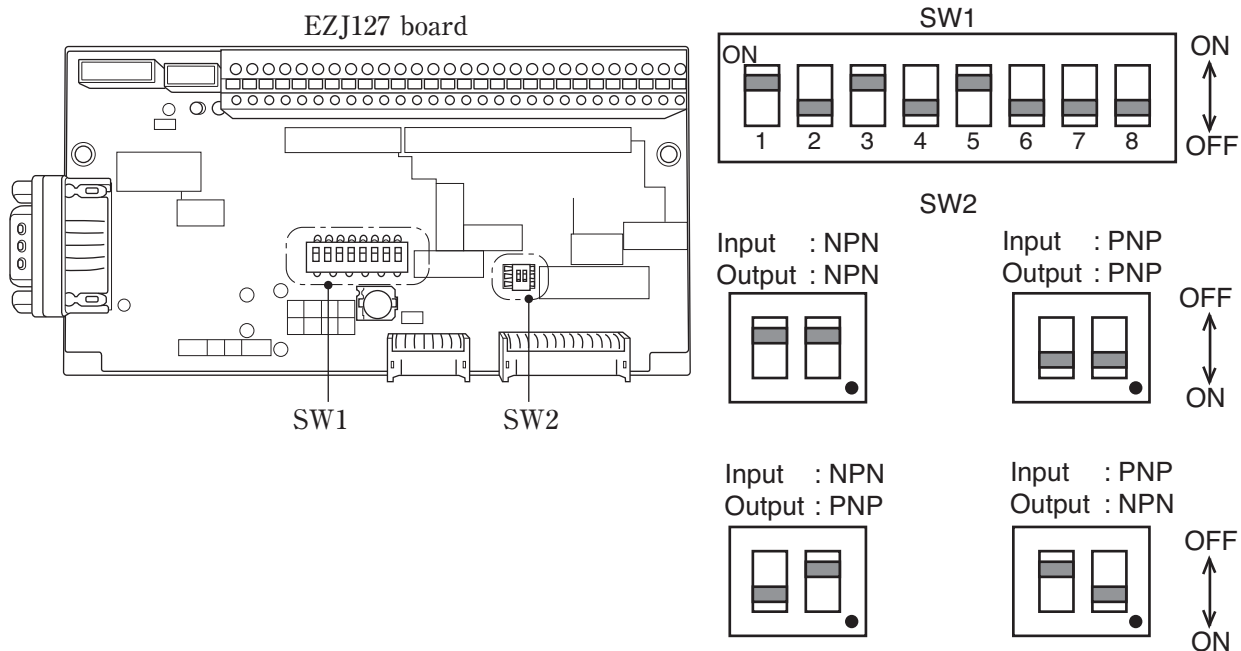 EZJ127 board
SW1
SW2
SW1
ON
1 2 3 4 5 6 7 8
ON
OFF
SW2
Input : NPN
Output : NPN
Input : PNP
Output : PNP
OFF
ON
Input : NPN
Output : PNP
Input : PNP
Output : NPN
OFF
ON